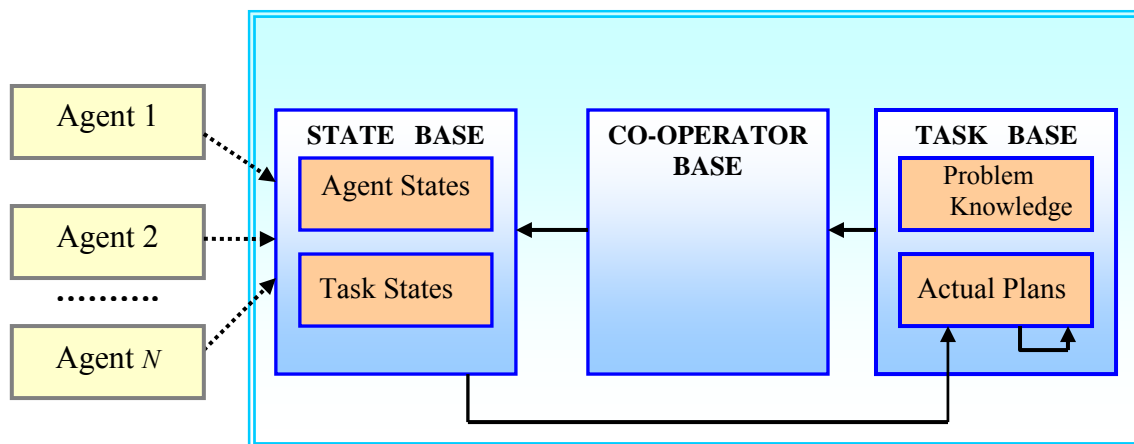 Agent 1
Agent 2
Agent N
STATE BASE
Agent States
Task States
CO-OPERATOR
BASE
TASK BASE
Problem
Knowledge
Actual Plans